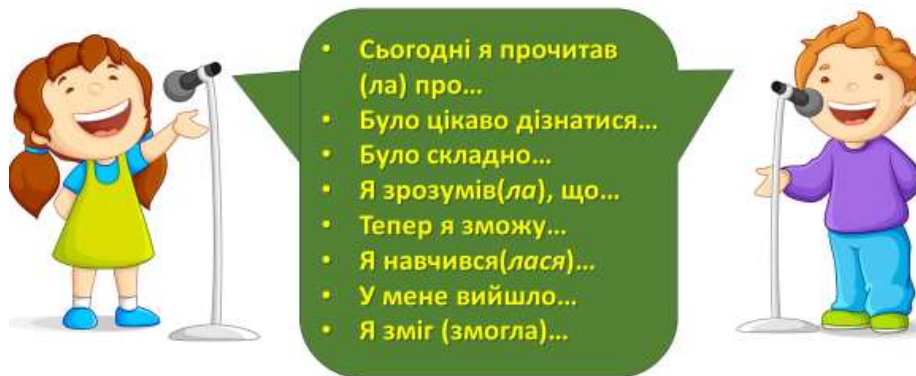 • Сьогодні я прочитав
(ла) про...
• Було цікаво дізнатися...
• Було складно...
• Я зрозумів(ла), що...
• Тепер я зможу...
• Я навчився(лася)...
• У мене вийшло...
• Я зміг (змогла)...